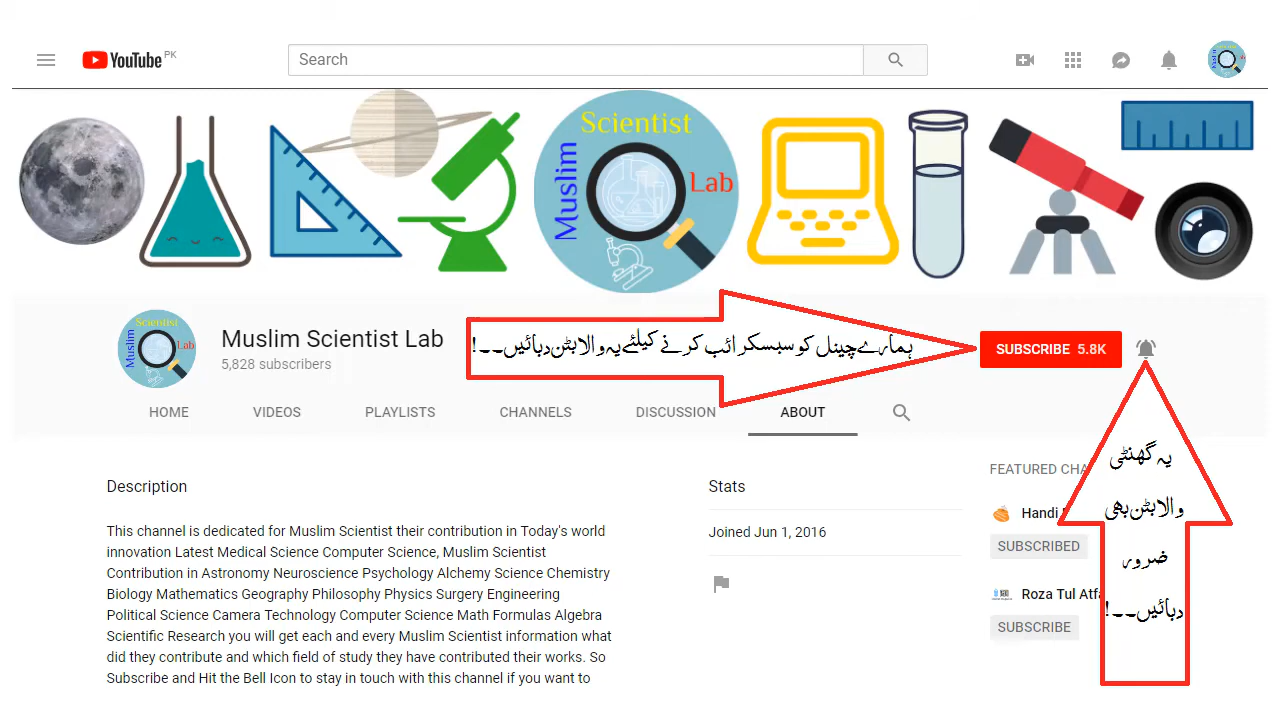 YouTube PK
Search
Scientist
Muslim
Lab
Scientist
Muslim
Lab
Muslim Scientist Lab
5,828 subscribers
ہمارے چینل کو سبسکرائب کرنے کیلئے یہ والا بٹن دبائیں۔۔!
SUBSCRIBE 5.8K
HOME VIDEOS PLAYLISTS CHANNELS DISCUSSION ABOUT
Description
This channel is dedicated for Muslim Scientist their contribution in Today's world
innovation Latest Medical Science Computer Science, Muslim Scientist
Contribution in Astronomy Neuroscience Psychology Alchemy Science Chemistry
Biology Mathematics Geography Philosophy Physics Surgery Engineering
Political Science Camera Technology Computer Science Math Formulas Algebra
Scientific Research you will get each and every Muslim Scientist information what
did they contribute and which field of study they have contributed their works. So
Subscribe and Hit the Bell Icon to stay in touch with this channel if you want to
Stats
Joined Jun 1, 2016
FEATURED CHA
Handi
SUBSCRIBED
Roza Tul Atfa
SUBSCRIBE
یہ گھنٹی
والا بٹن بھی
ضرور
دبائیں۔۔!